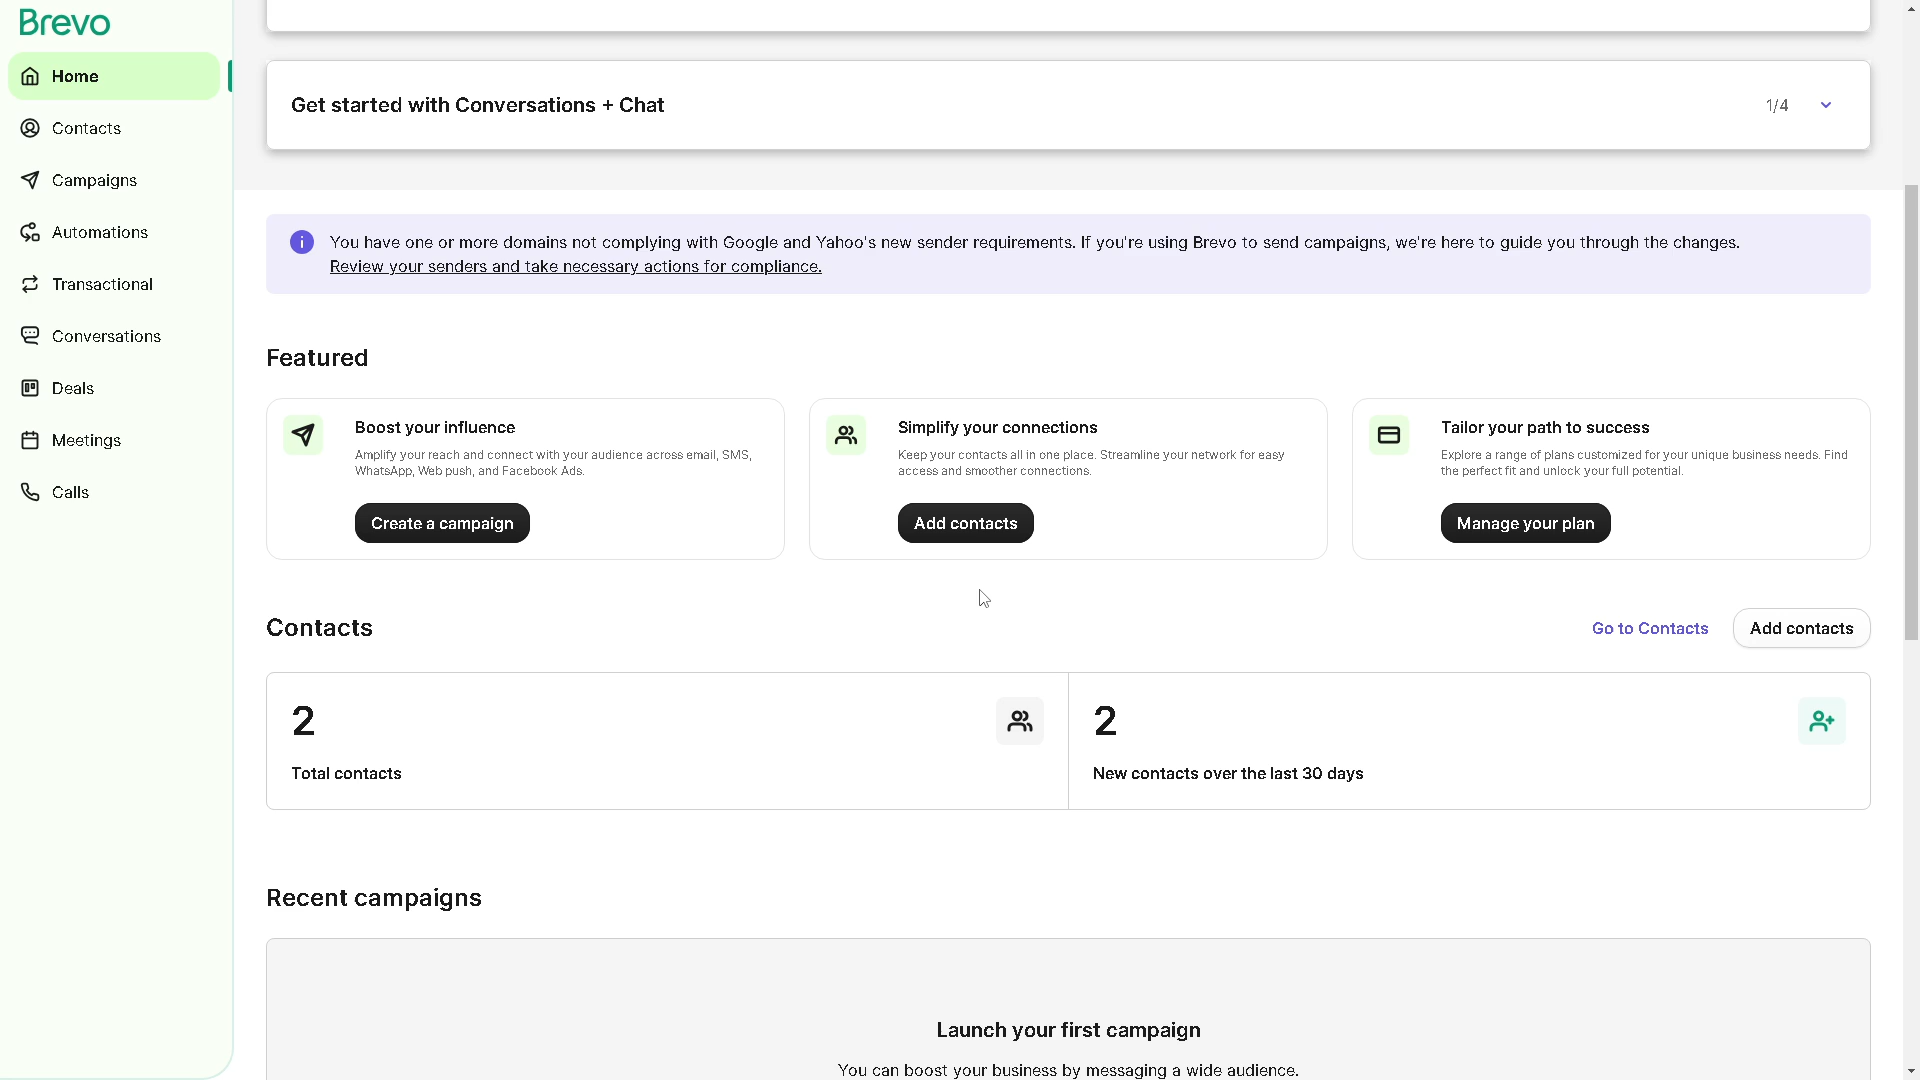 Brevo
Home
Contacts
Campaigns
Automations
Transactional
Conversations
Deals
Meetings
Calls
Get started with Conversations + Chat
1/4
You have one or more domains not complying with Google and Yahoo's new sender requirements. If you're using Brevo to send campaigns, we're here to guide you through the changes.
Review your senders and take necessary actions for compliance.
Featured
Boost your influence
Amplify your reach and connect with your audience across email, SMS,
WhatsApp, Web push, and Facebook Ads.
Create a campaign
Simplify your connections
Keep your contacts all in one place. Streamline your network for easy
access and smoother connections.
Add contacts
Tailor your path to success
Explore a range of plans customized for your unique business needs. Find
the perfect fit and unlock your full potential.
Manage your plan
Contacts
Go to Contacts
Add contacts
2
Total contacts
2
New contacts over the last 30 days
Recent campaigns
Launch your first campaign
You can boost your business by messaging a wide audience.